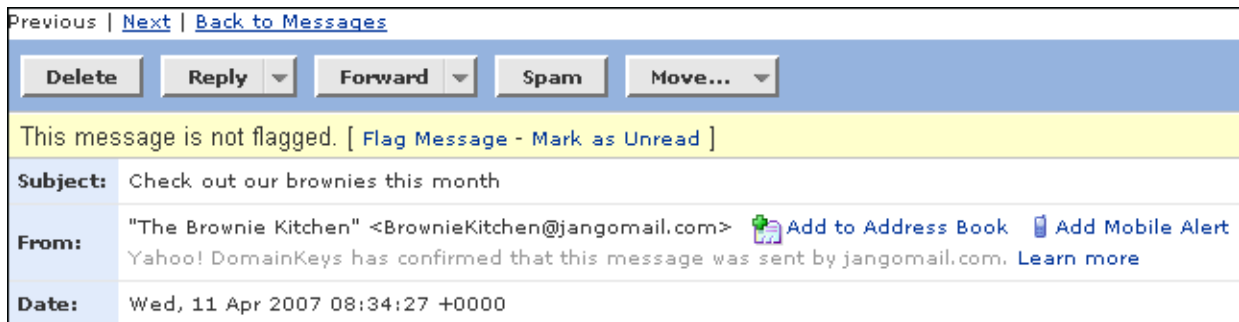 Previous | Next | Back to Messages
Delete Reply Forward Spam Move...
This message is not flagged. [ Flag Message - Mark as Unread ]
Subject: Check out our brownies this month
From: "The Brownie Kitchen" <BrownieKitchen@jangomail.com> Add to Address Book Add Mobile Alert
Yahoo! DomainKeys has confirmed that this message was sent by jangomail.com. Learn more
Date: Wed, 11 Apr 2007 08:34:27 +0000